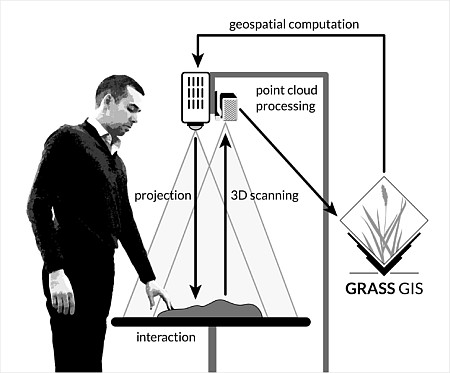 geospatial computation
point cloud
processing
projection
3D scanning
GRASS GIS
interaction